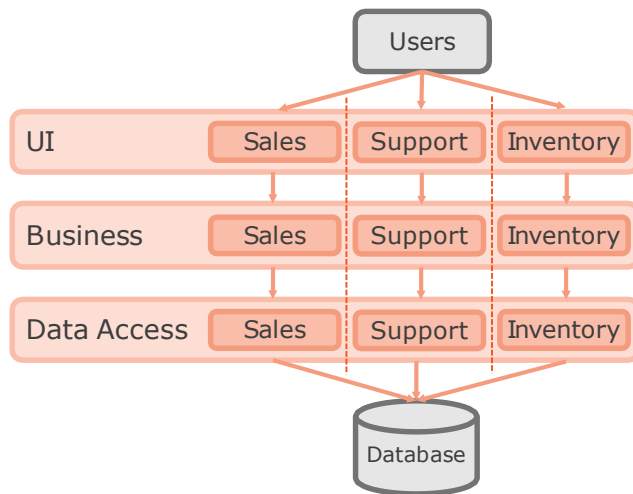 Users
UI
Sales
Support
Inventory
Business
Sales
Support
Inventory
Data Access
Sales
Support
Inventory
Database